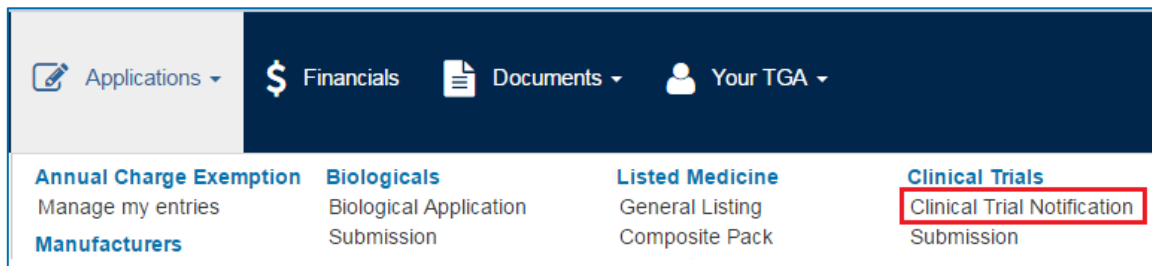 Applications
$ Financials
Documents
Your TGA
Annual Charge Exemption
Manage my entries
Manufacturers
Biologicals
Biological Application
Submission
Listed Medicine
General Listing
Composite Pack
Clinical Trials
Clinical Trial Notification
Submission